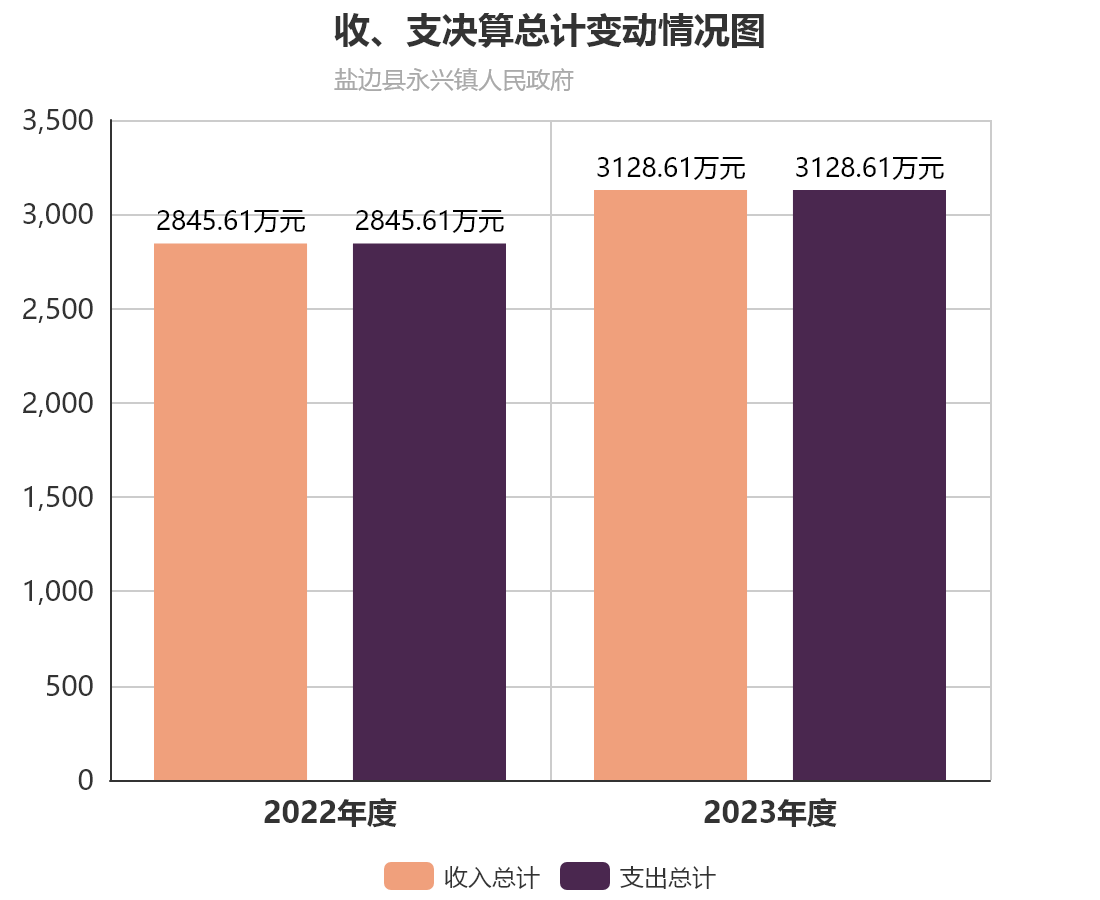 收、支决算总计变动情况图
盐边县永兴镇人民政府
3,500
3,000
2,500
2,000
1,500
1,000
500
0
2845.61万元 2845.61万元
3128.61万元 3128.61万元
2022年度 2023年度
收入总计 支出总计